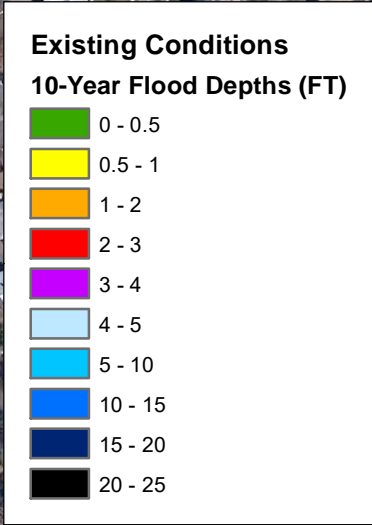 Existing Conditions
10-Year Flood Depths (FT)
0 - 0.5
0.5 - 1
1 - 2
2 - 3
3 - 4
4 - 5
5 - 10
10 - 15
15 - 20
20 - 25